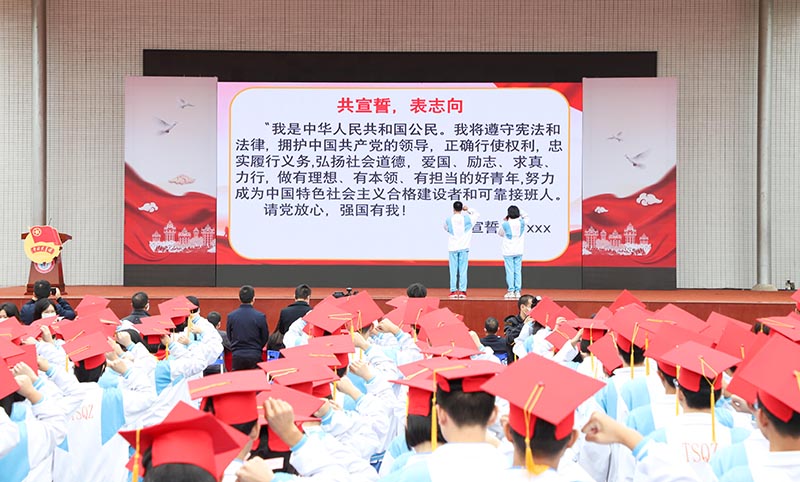 共宣誓，表志向
“我是中华人民共和国公民。我将遵守宪法和
法律，拥护中国共产党的领导，正确行使权利，忠
实履行义务,弘扬社会道德，爱国、励志、求真、
力行，做有理想、有本领、有担当的好青年,努力
成为中国特色社会主义合格建设者和可靠接班人。
请党放心，强国有我！
宣誓 xxx
TSQZ
TSQZ